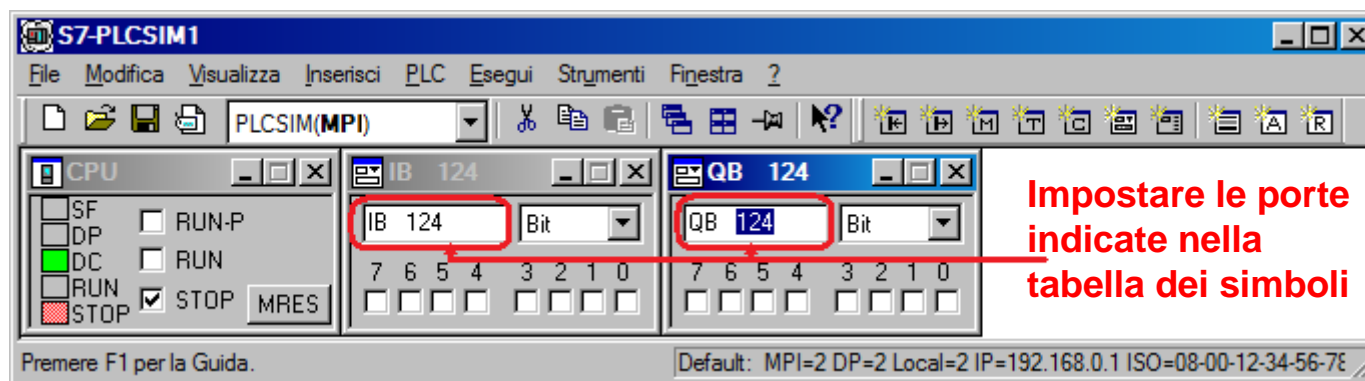 S7-PLCSIM1
File Modifica Visualizza Inserisci PLC Esegui Strumenti Finestra ?
PLCSIM(MPI)
T C A R
CPU
SF
DP
DC
RUN
STOP
RUN-P
RUN
STOP
MRES
IB 124
IB 124
Bit
7 6 5 4 3 2 1 0
QB 124
QB 124
Bit
7 6 5 4 3 2 1 0
Impostare le porte
indicate nella
tabella dei simboli
Premere F1 per la Guida.
Default: MPI=2 DP=2 Local=2 IP=192.168.0.1 ISO=08-00-12-34-56-78